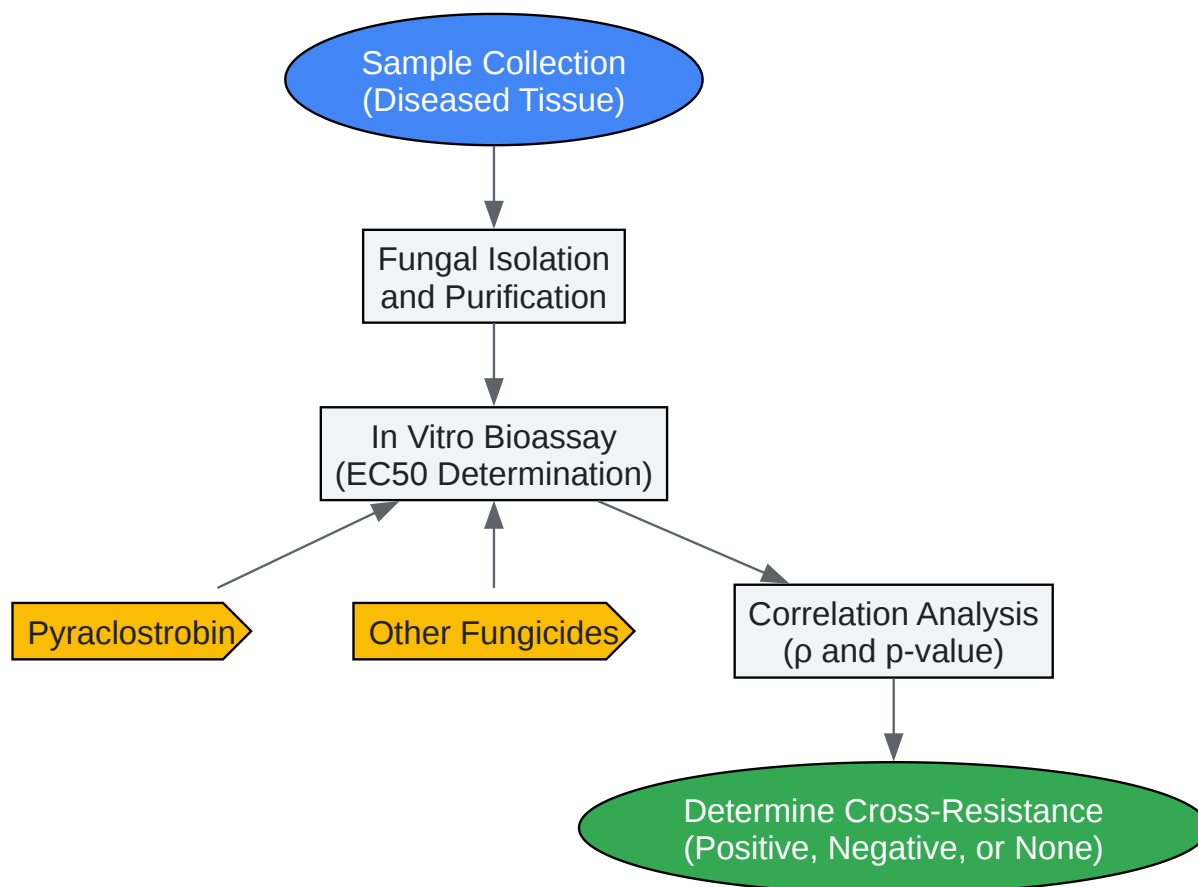 Sample Collection
(Diseased Tissue)
Fungal Isolation
and Purification
In Vitro Bioassay
(EC50 Determination)
Pyraclostrobin
Other Fungicides
Correlation Analysis
(ρ and p-value)
Determine Cross-Resistance
(Positive, Negative, or None)